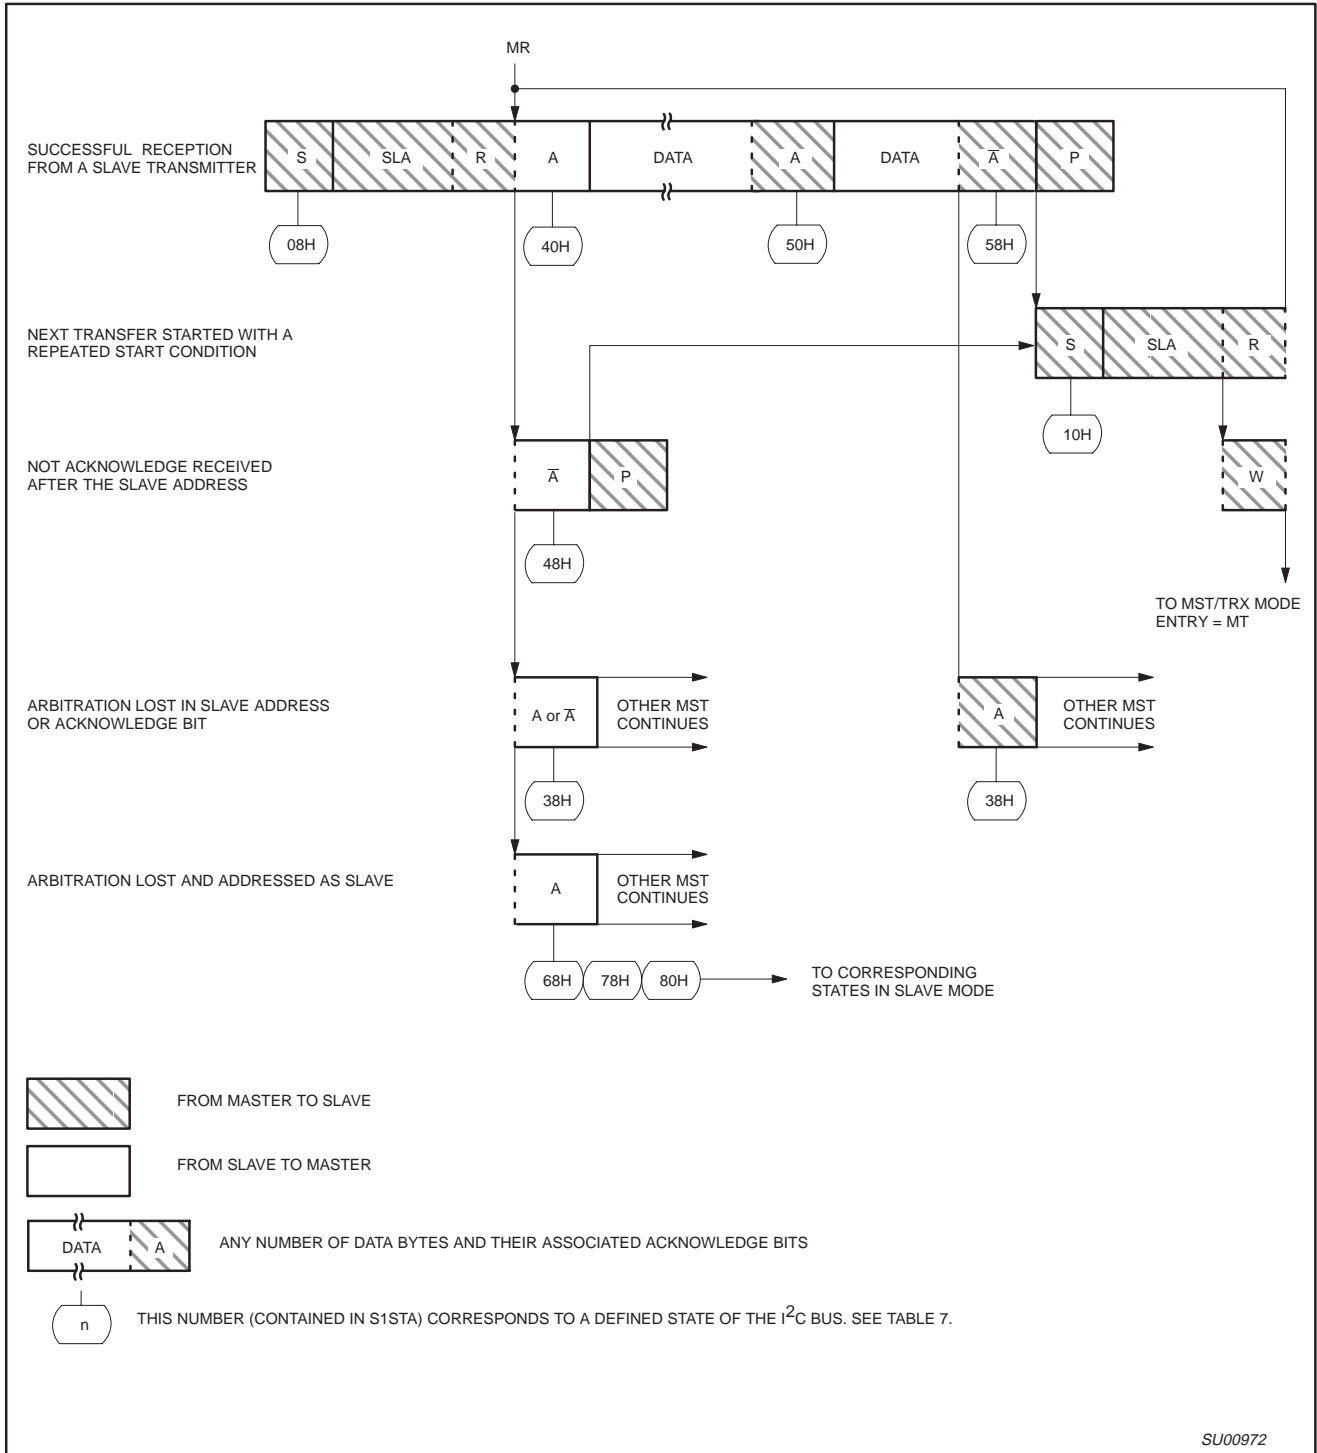 MR
SUCCESSFUL RECEPTION
FROM A SLAVE TRANSMITTER
S SLA R A DATA A DATA A̅ P
08H 40H 50H 58H
NEXT TRANSFER STARTED WITH A
REPEATED START CONDITION
S SLA R
10H
NOT ACKNOWLEDGE RECEIVED
AFTER THE SLAVE ADDRESS
A̅ P
W
48H
TO MST/TRX MODE
ENTRY = MT
ARBITRATION LOST IN SLAVE ADDRESS
OR ACKNOWLEDGE BIT
A or A̅
OTHER MST
CONTINUES
A
OTHER MST
CONTINUES
38H 38H
ARBITRATION LOST AND ADDRESSED AS SLAVE
A
OTHER MST
CONTINUES
68H 78H 80H
TO CORRESPONDING
STATES IN SLAVE MODE
FROM MASTER TO SLAVE
FROM SLAVE TO MASTER
DATA A
ANY NUMBER OF DATA BYTES AND THEIR ASSOCIATED ACKNOWLEDGE BITS
n
THIS NUMBER (CONTAINED IN S1STA) CORRESPONDS TO A DEFINED STATE OF THE I²C BUS. SEE TABLE 7.
SU00972